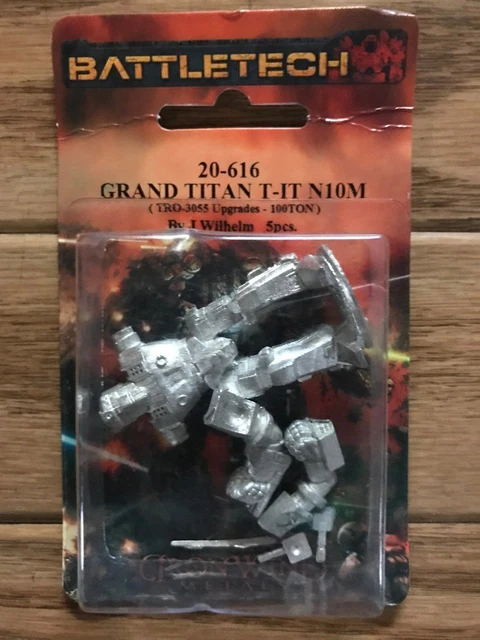 BATTLETECH
20-616
GRAND TITAN T-IT N10M
( TRO-3055 Upgrades - 100TON )
By J Wilhelm 5pcs.